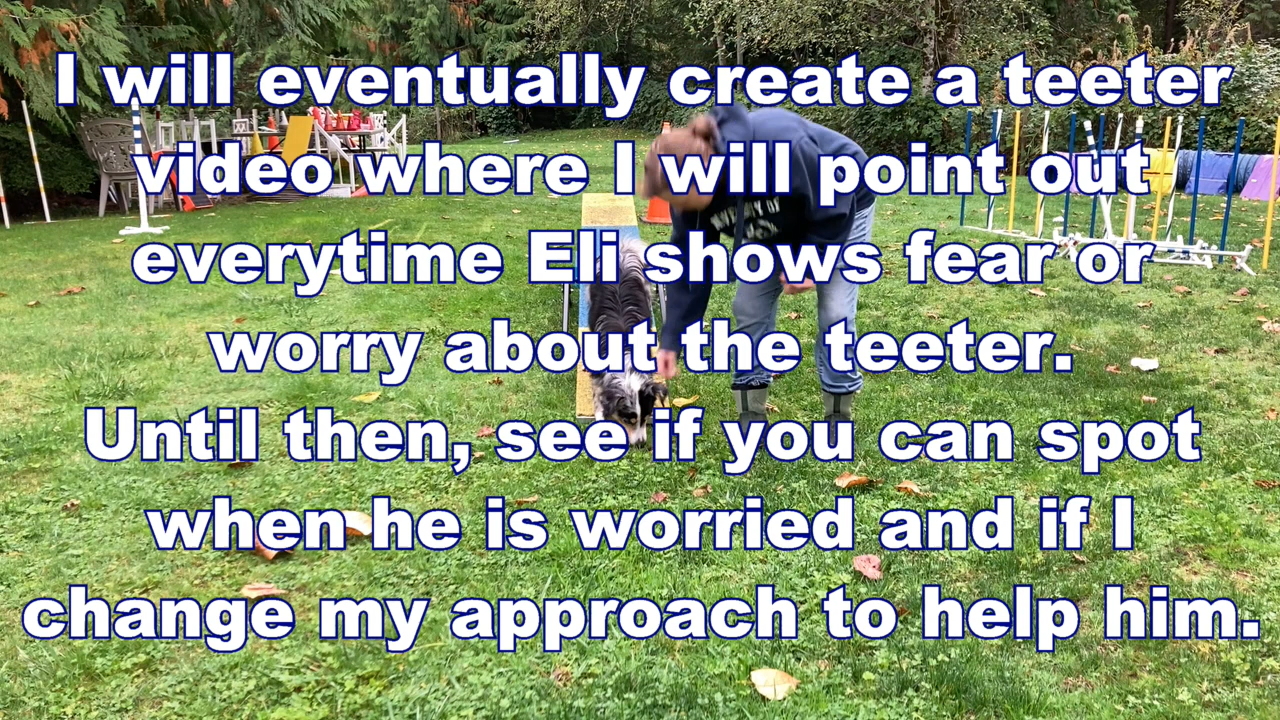 I will eventually create a teeter
video where I will point out
everytime Eli shows fear or
worry about the teeter.
Until then, see if you can spot
when he is worried and if I
change my approach to help him.